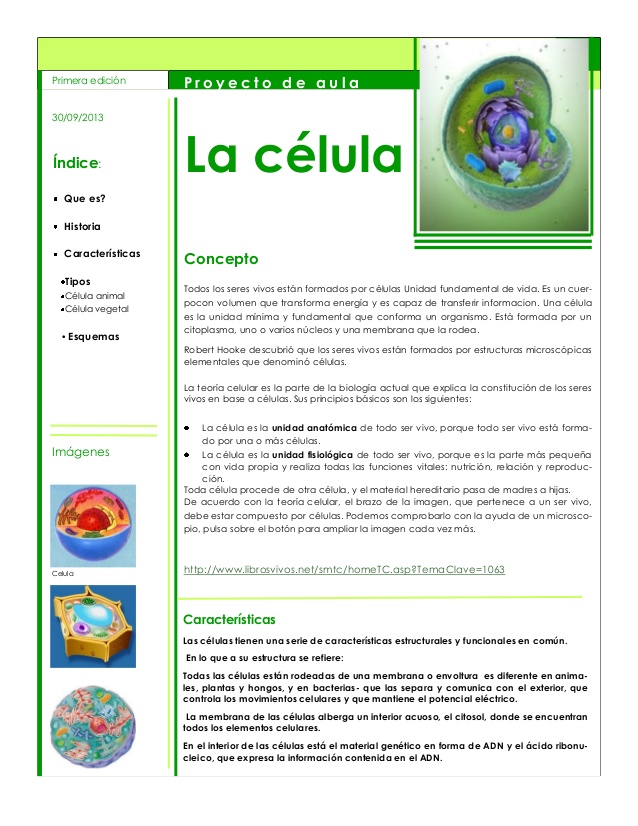 Primera edición
Proyecto de aula
30/09/2013
Índice:
• Que es?
• Historia
• Características
•Tipos
•Célula animal
•Célula vegetal
• Esquemas
Imágenes
Celula
La célula
Concepto
Todos los seres vivos están formados por células Unidad fundamental de vida. Es un cuer-
pocon volumen que transforma energía y es capaz de transferir informacion. Una célula
es la unidad mínima y fundamental que conforma un organismo. Está formada por un
citoplasma, uno o varios núcleos y una membrana que la rodea.
Robert Hooke descubrió que los seres vivos están formados por estructuras microscópicas
elementales que denominó células.
La teoría celular es la parte de la biología actual que explica la constitución de los seres
vivos en base a células. Sus principios básicos son los siguientes:
• La célula es la unidad anatómica de todo ser vivo, porque todo ser vivo está forma-
do por una o más células.
• La célula es la unidad fisiológica de todo ser vivo, porque es la parte más pequeña
con vida propia y realiza todas las funciones vitales: nutrición, relación y reproduc-
ción.
Toda célula procede de otra célula, y el material hereditario pasa de madres a hijas.
De acuerdo con la teoría celular, el brazo de la imagen, que pertenece a un ser vivo,
debe estar compuesto por células. Podemos comprobarlo con la ayuda de un microsco-
pio, pulsa sobre el botón para ampliar la imagen cada vez más.
http://www.librosvivos.net/smtc/homeTC.asp?TemaClave=1063
Características
Las células tienen una serie de características estructurales y funcionales en común.
En lo que a su estructura se refiere:
Todas las células están rodeadas de una membrana o envoltura es diferente en anima-
les, plantas y hongos, y en bacterias- que las separa y comunica con el exterior, que
controla los movimientos celulares y que mantiene el potencial eléctrico.
La membrana de las células alberga un interior acuoso, el citosol, donde se encuentran
todos los elementos celulares.
En el interior de las células está el material genético en forma de ADN y el ácido ribonu-
cleico, que expresa la información contenida en el ADN.